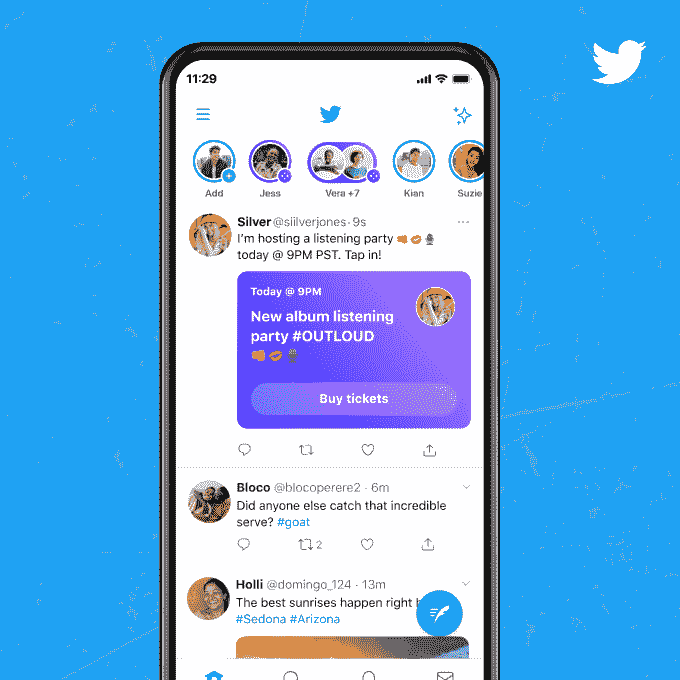 11:29
Add Jess Vera +7 Kian Suzie
Silver @siilverjones · 9s
I'm hosting a listening party 👊🫦🎙
today @ 9PM PST. Tap in!
Today @ 9PM
New album listening
party #OUTLOUD
Buy tickets
Bloco @blocoperere2 · 6m
Did anyone else catch that incredible
serve? #goat
2
Holli @domingo_124 · 13m
The best sunrises happen right
#Sedona #Arizona